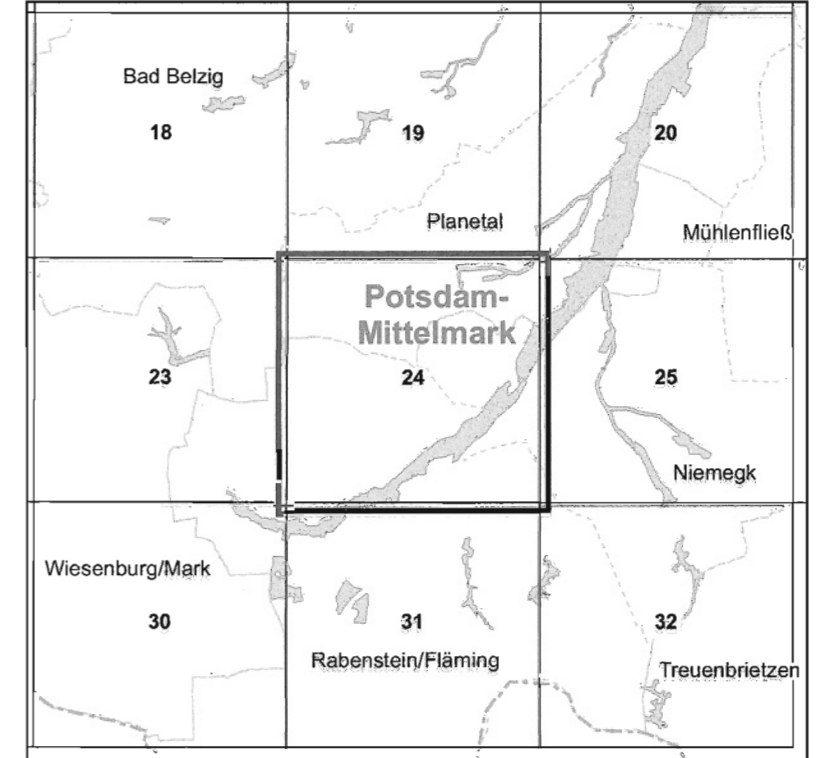 Bad Belzig
18
19
20
Planetal
Mühlenfließ
Potsdam-
Mittelmark
23
24
25
Niemegk
Wiesenburg/Mark
30
31
32
Rabenstein/Fläming
Treuenbrietzen